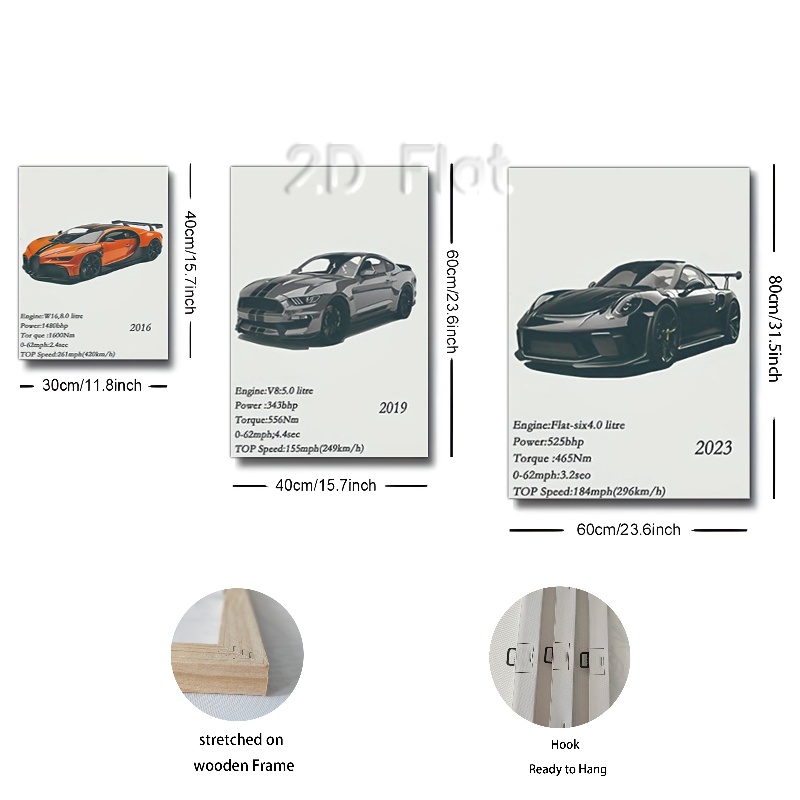 2D Flat
Engine:W16,8.0 litre
Power:1480bhp
Tor que :1600Nm
0-62mph:2.4sec
TOP Speed:261mph(420km/h)
2016
40cm/15.7inch
30cm/11.8inch
Engine:V8:5.0 litre
Power :343bhp
Torque:556Nm
0-62mph;4.4sec
TOP Speed:155mph(249km/h)
2019
60cm/23.6inch
40cm/15.7inch
Engine:Flat-six4.0 litre
Power:525bhp
Torque :465Nm
0-62mph:3.2seo
TOP Speed:184mph(296km/h)
2023
80cm/31.5inch
60cm/23.6inch
stretched on
wooden Frame
Hook
Ready to Hang